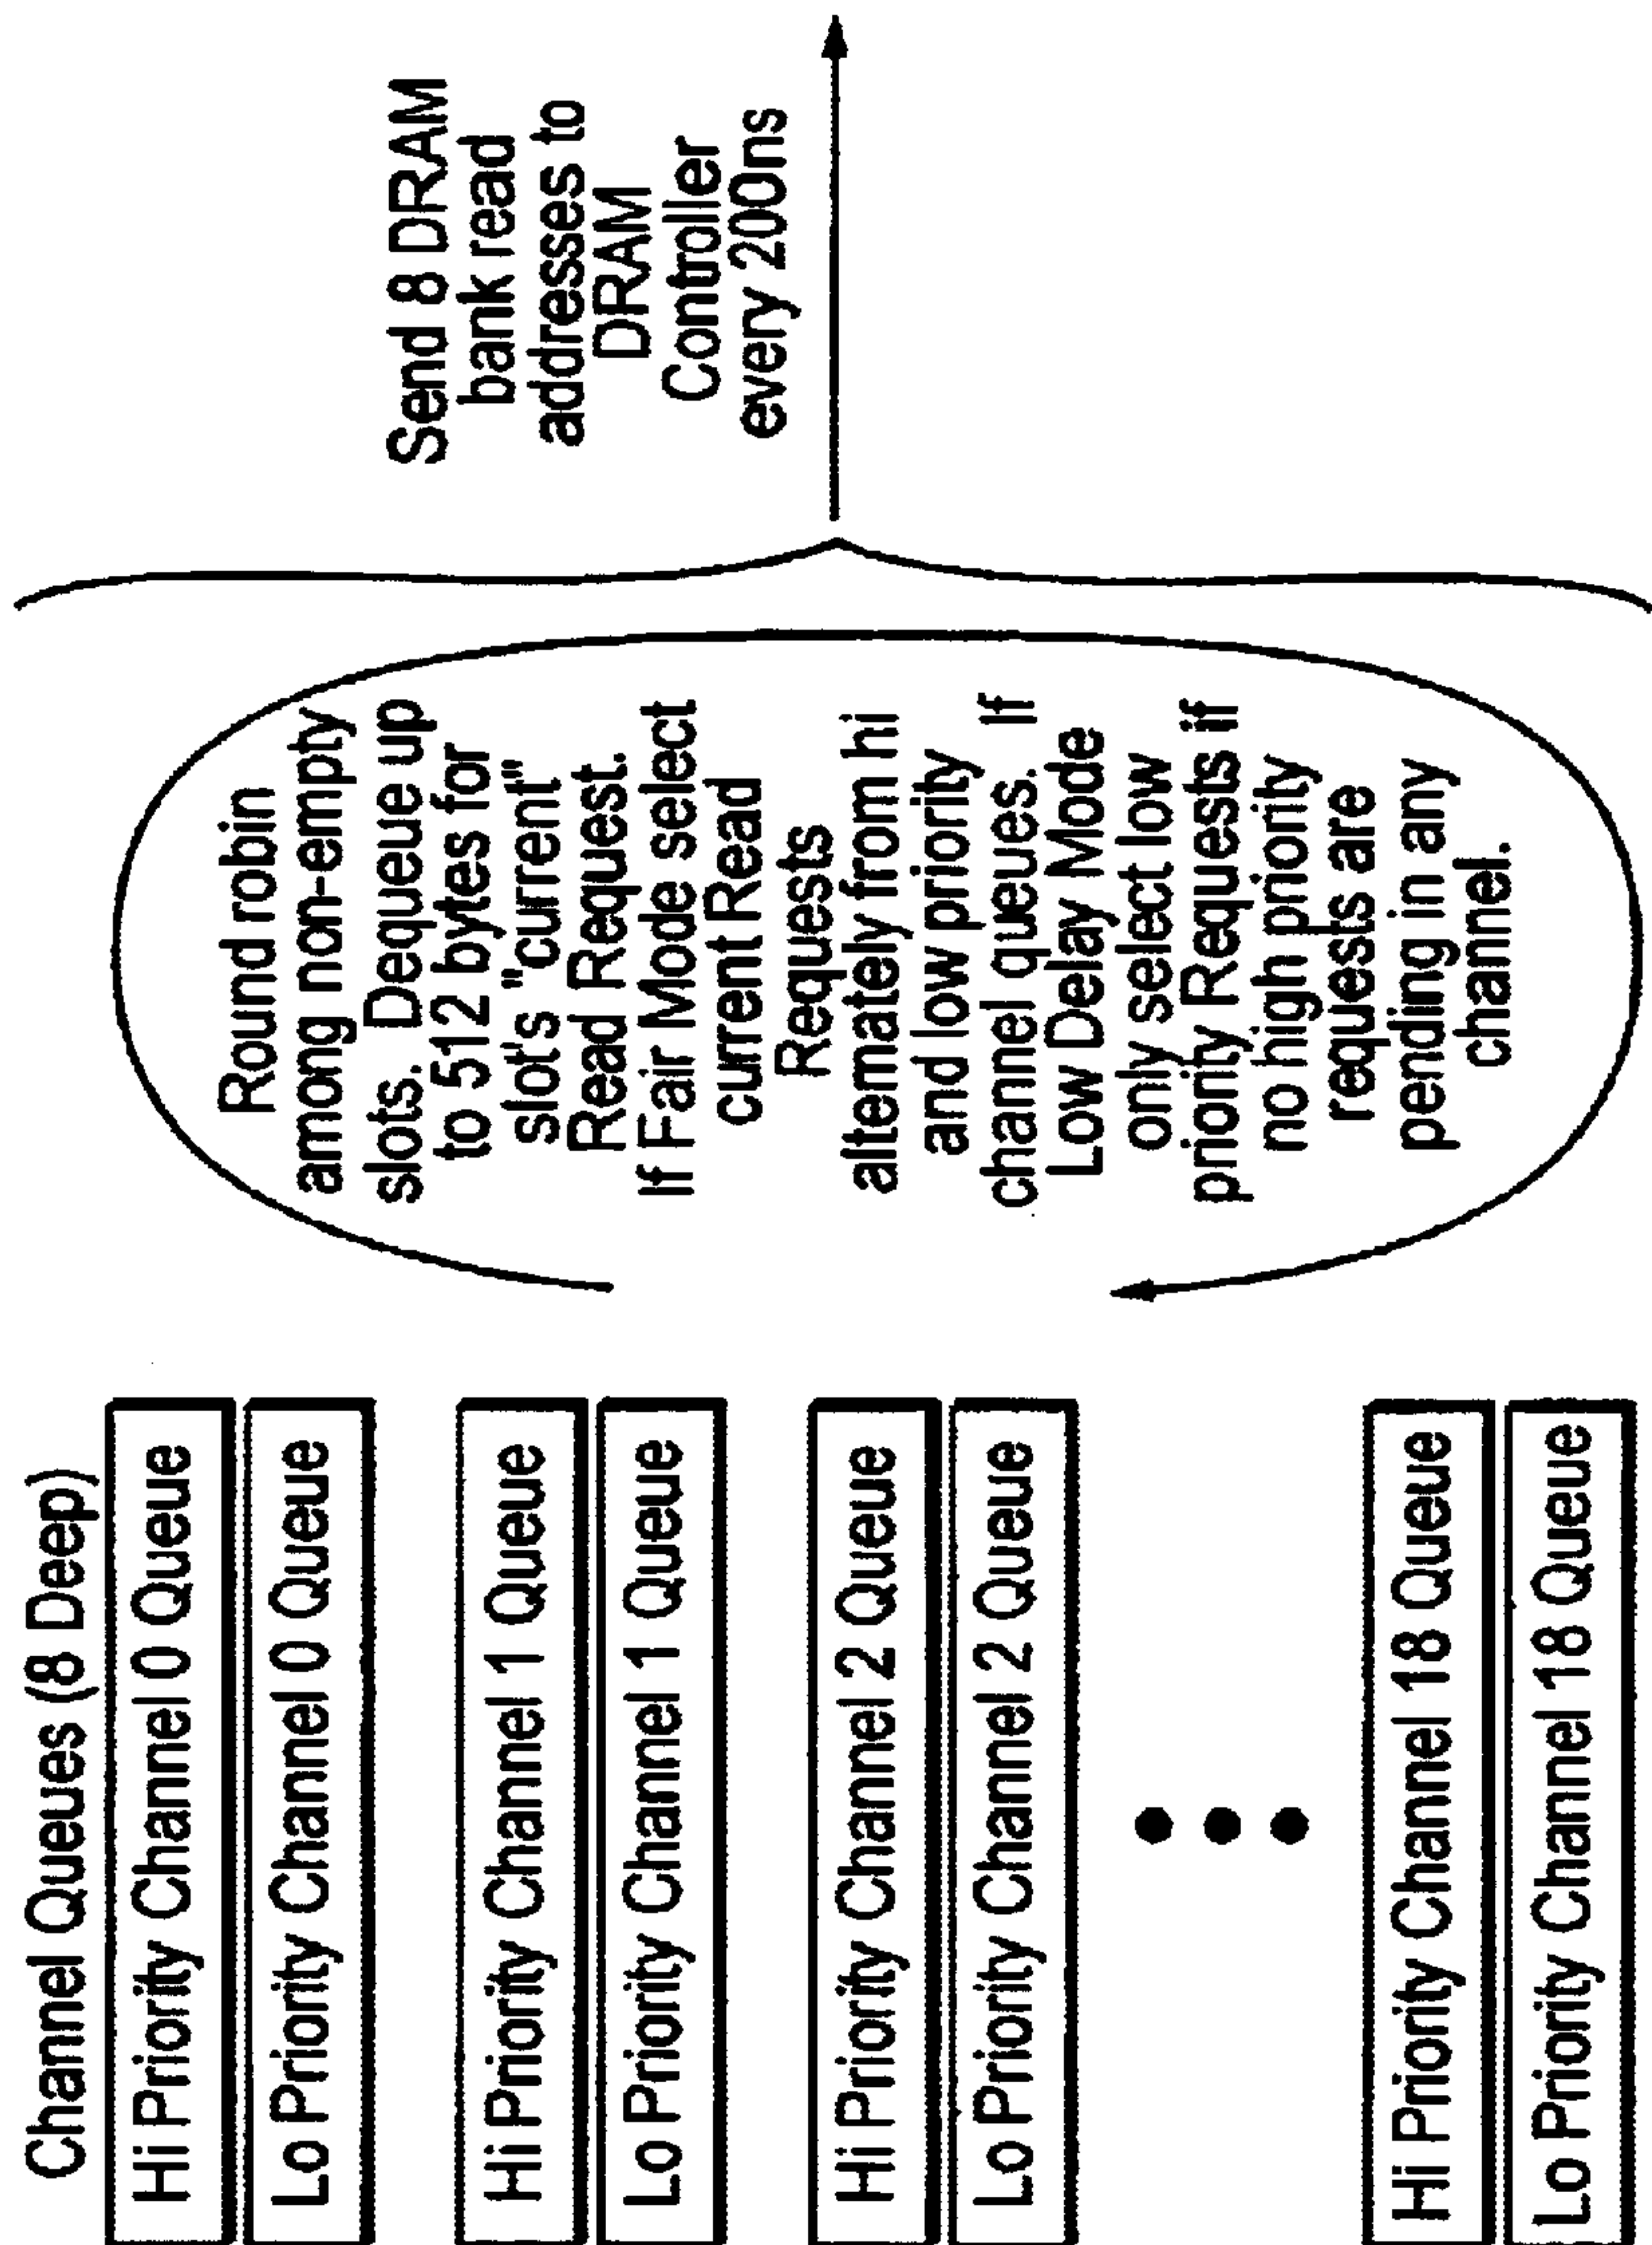 Channel Queues (8 Deep)
Hi Priority Channel 0 Queue
Lo Priority Channel 0 Queue
Hi Priority Channel 1 Queue
Lo Priority Channel 1 Queue
Hi Priority Channel 2 Queue
Lo Priority Channel 2 Queue
Hi Priority Channel 18 Queue
Lo Priority Channel 18 Queue
Round robin
among non-empty
slots. Dequeue up
to 512 bytes for
slot's "current"
Read Request.
If Fair Mode select
current Read
Requests
alternately from hi
and low priority
channel queues. If
Low Delay Mode
only select low
priority Requests if
no high priority
requests are
pending in any
channel.
Send 8 DRAM
bank read
addresses to
DRAM
Controller
every 200ns